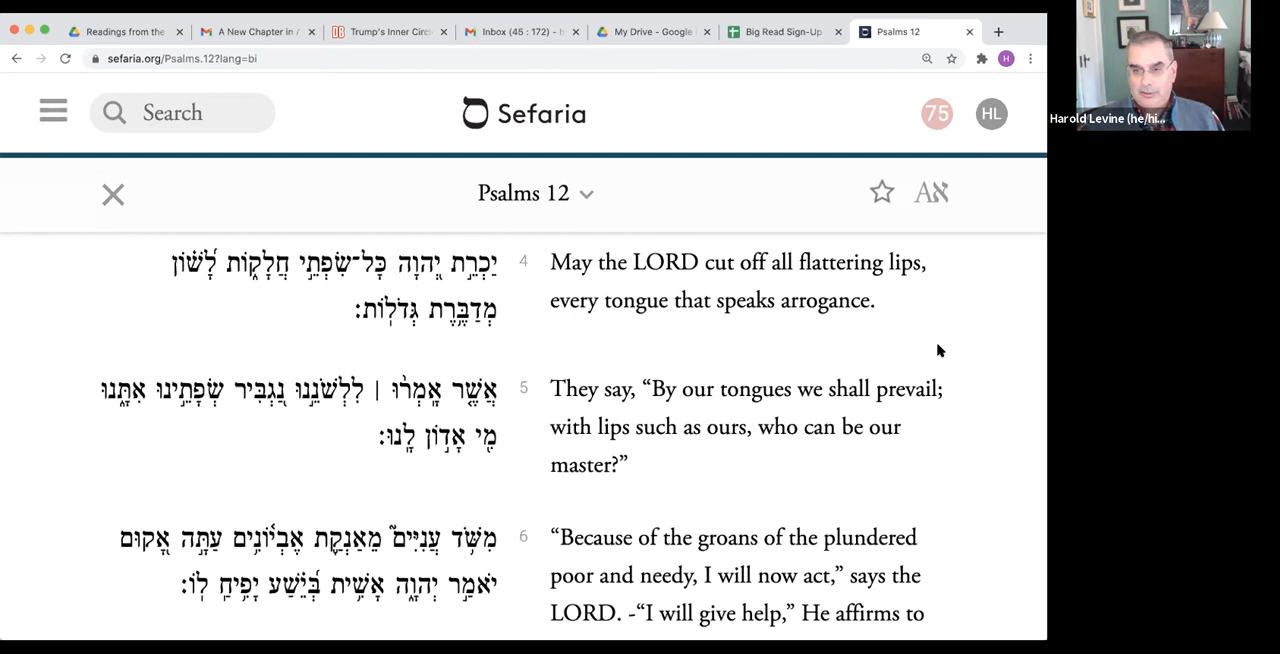 Readings from the
A New Chapter in /
Trump's Inner Circl
Inbox (45 : 172) - h
My Drive - Google
Big Read Sign-Up
Psalms 12
sefaria.org/Psalms.12?lang=bi
H
Search
Sefaria
75
HL
Harold Levine (he/hi...
Psalms 12
Aא
יַכְרֵ֣ת יְ֭הוָה כָּל־שִׂפְתֵ֣י חֲלָק֑וֹת לָ֝שׁ֗וֹן
מְדַבֶּ֥רֶת גְּדֹלֽוֹת׃
4
May the LORD cut off all flattering lips,
every tongue that speaks arrogance.
אֲשֶׁ֤ר אָֽמְר֨וּ ׀ לִלְשֹׁנֵ֣נוּ נַ֭גְבִּיר שְׂפָתֵ֣ינוּ אִתָּ֑נוּ
מִ֖י אָד֣וֹן לָֽנוּ׃
5
They say, “By our tongues we shall prevail;
with lips such as ours, who can be our
master?”
מִשֹּׁ֥ד עֲנִיִּים֮ מֵאַנְקַ֪ת אֶבְי֫וֹנִ֥ים עַתָּ֣ה אָ֭קוּם
יֹאמַ֣ר יְהוָ֑ה אָשִׁ֥ית בְּ֝יֵ֗שַׁע יָפִ֥יחַֽ לֽוֹ׃
6
“Because of the groans of the plundered
poor and needy, I will now act,” says the
LORD. -“I will give help,” He affirms to